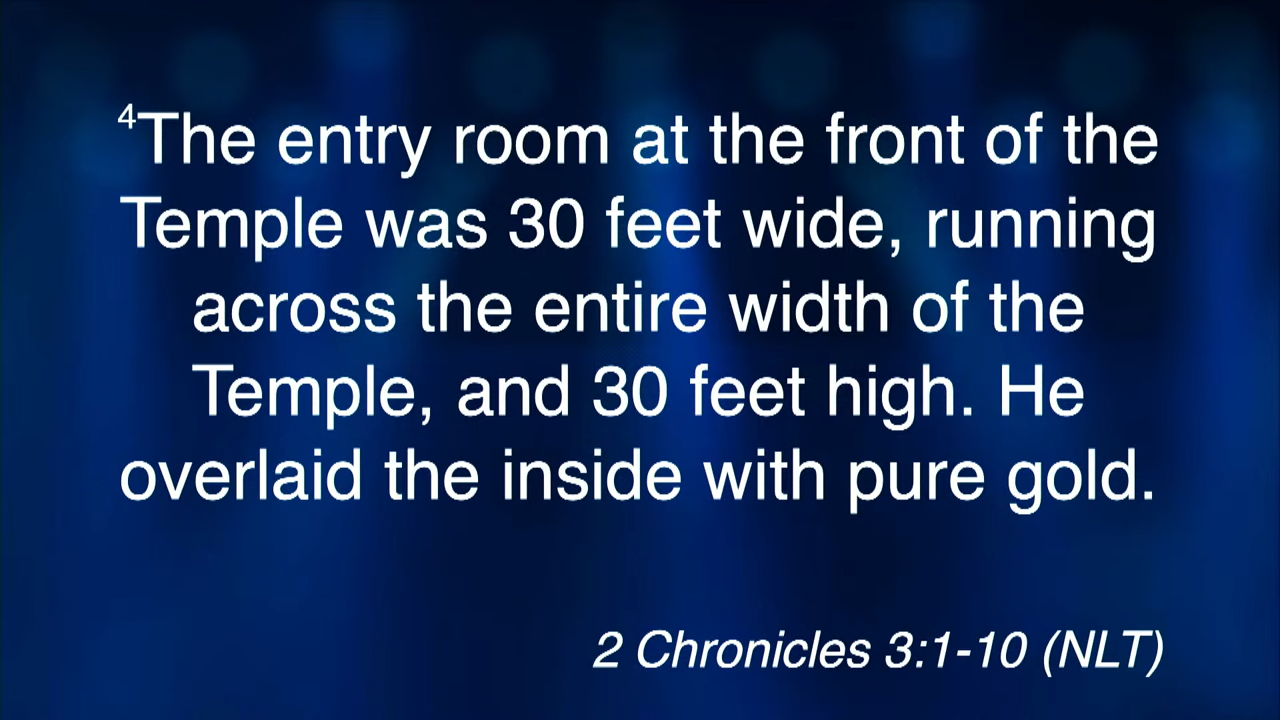 ⁴The entry room at the front of the
Temple was 30 feet wide, running
across the entire width of the
Temple, and 30 feet high. He
overlaid the inside with pure gold.
2 Chronicles 3:1-10 (NLT)